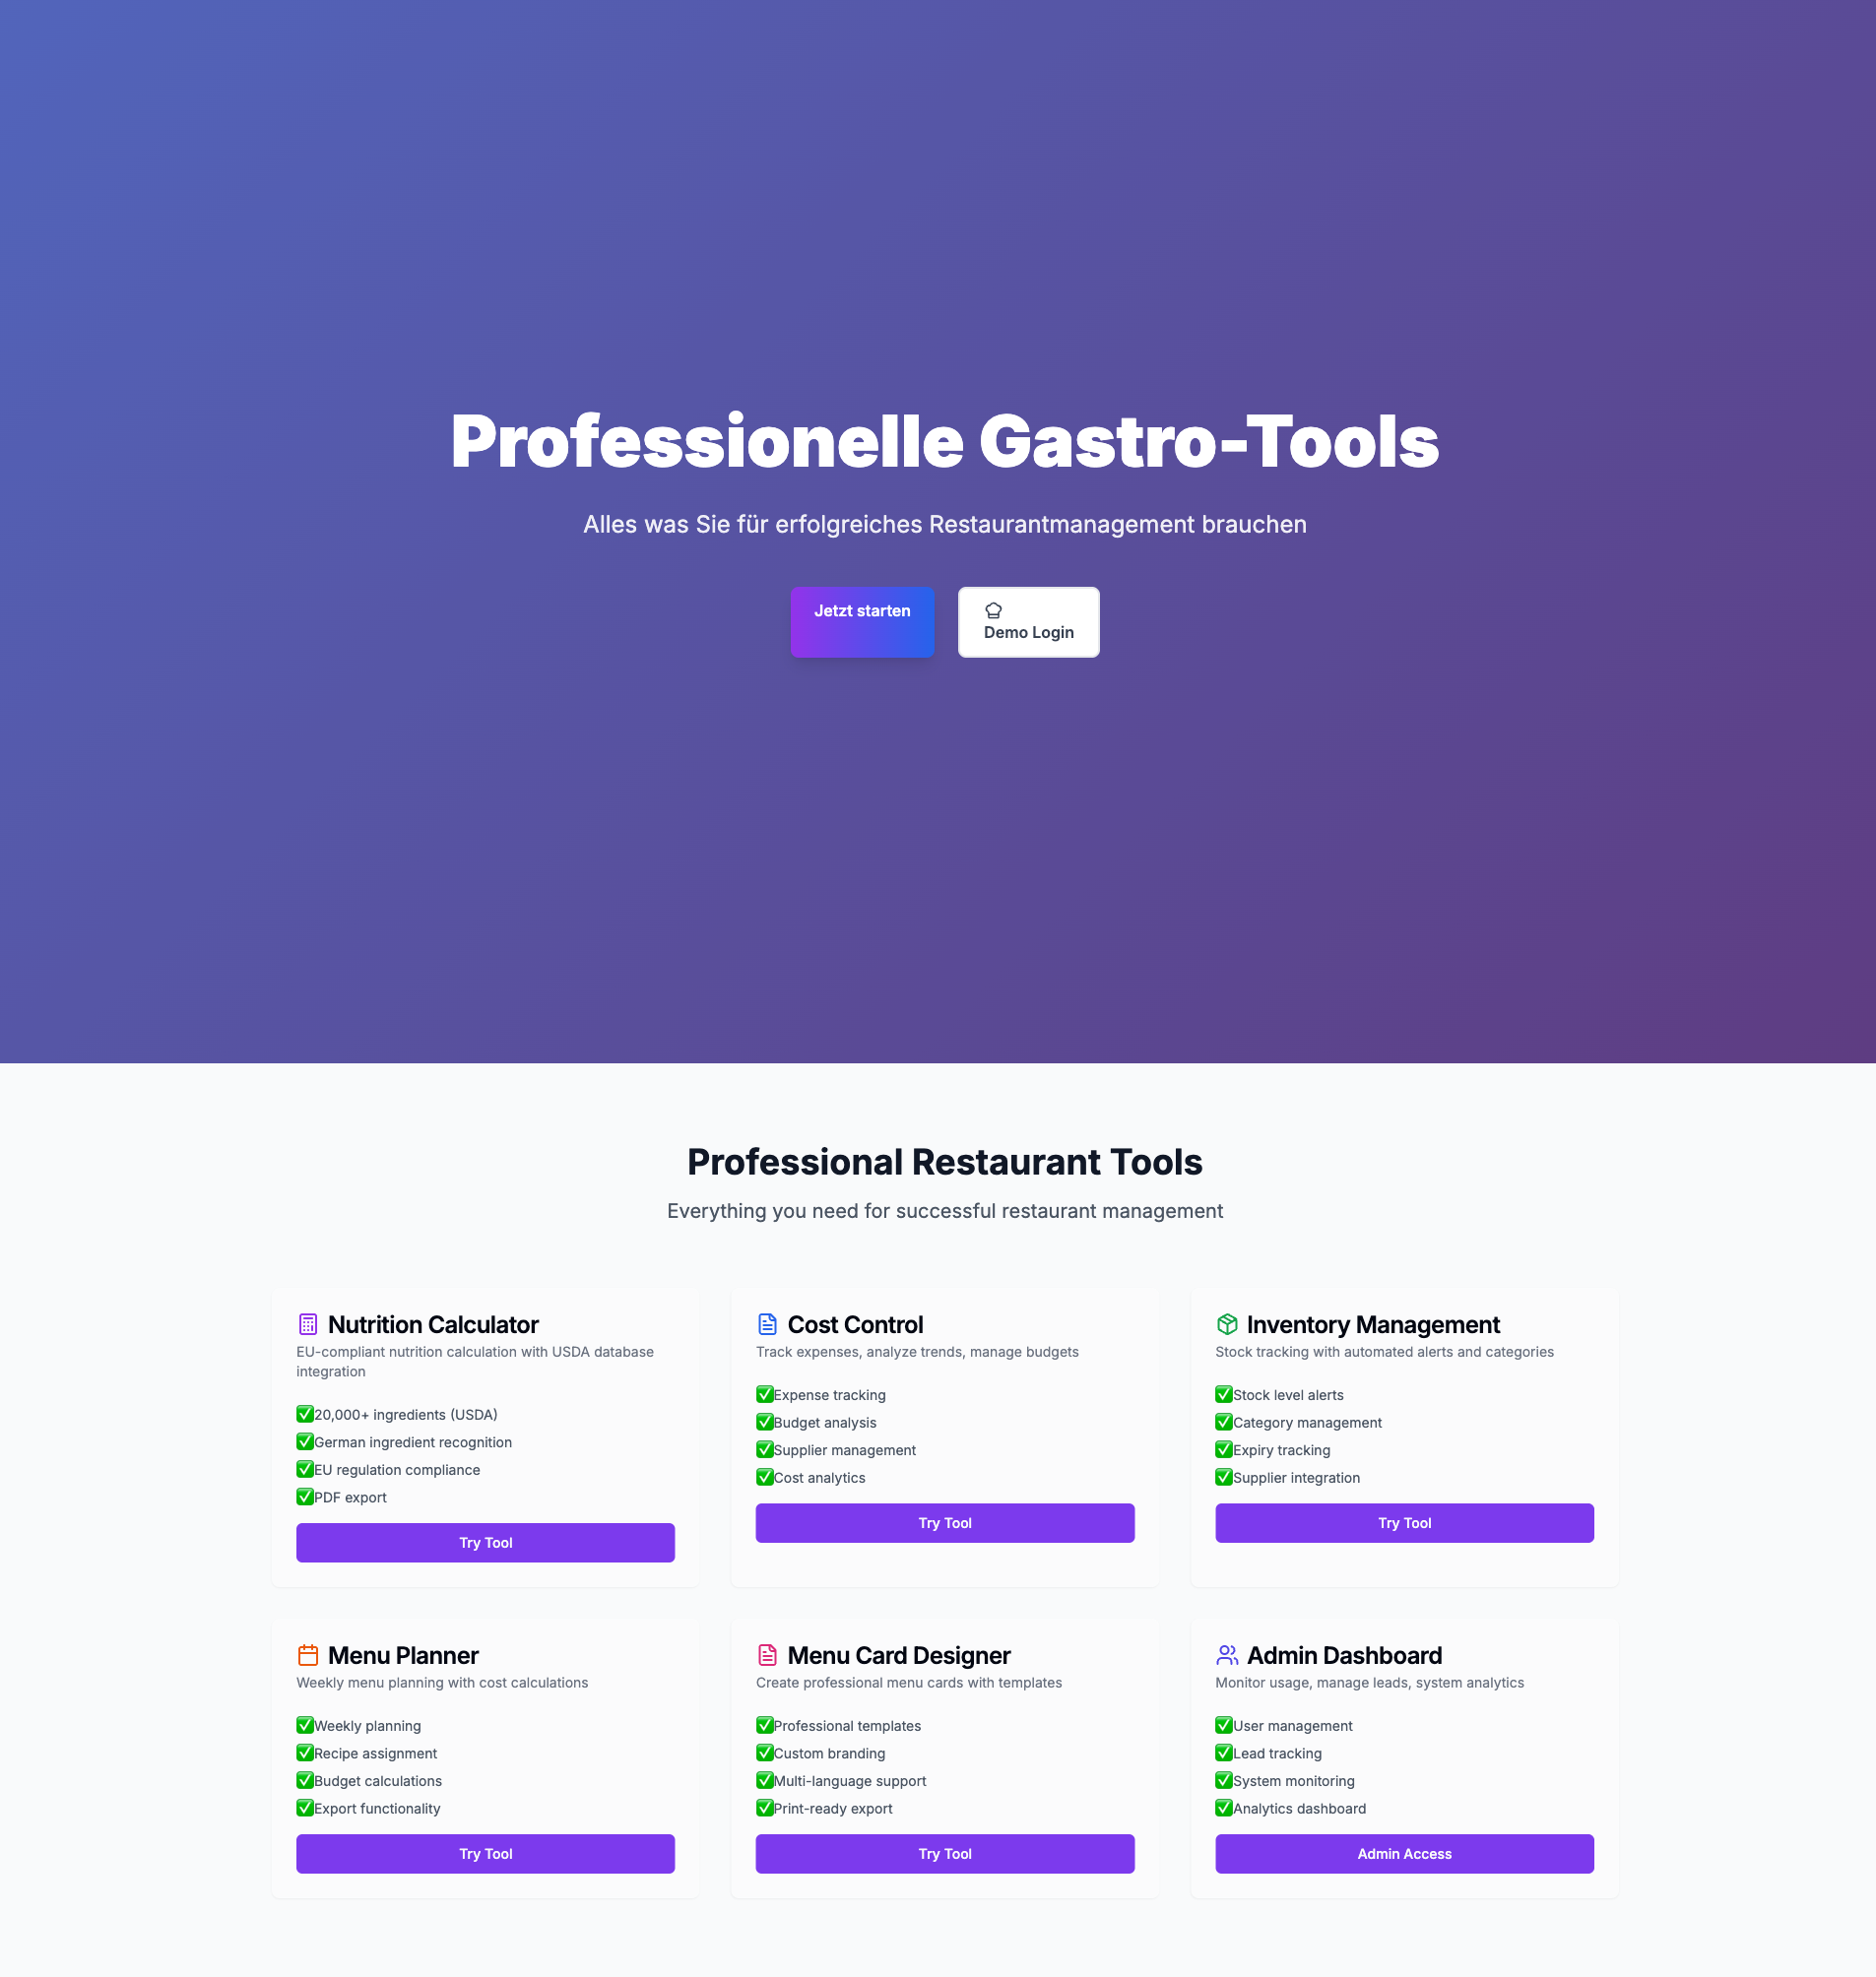 Professionelle Gastro-Tools
Alles was Sie für erfolgreiches Restaurantmanagement brauchen
Jetzt starten
Demo Login
Professional Restaurant Tools
Everything you need for successful restaurant management
Nutrition Calculator
EU-compliant nutrition calculation with USDA database
integration
✅20,000+ ingredients (USDA)
✅German ingredient recognition
✅EU regulation compliance
✅PDF export
Try Tool
Cost Control
Track expenses, analyze trends, manage budgets
✅Expense tracking
✅Budget analysis
✅Supplier management
✅Cost analytics
Try Tool
Inventory Management
Stock tracking with automated alerts and categories
✅Stock level alerts
✅Category management
✅Expiry tracking
✅Supplier integration
Try Tool
Menu Planner
Weekly menu planning with cost calculations
✅Weekly planning
✅Recipe assignment
✅Budget calculations
✅Export functionality
Try Tool
Menu Card Designer
Create professional menu cards with templates
✅Professional templates
✅Custom branding
✅Multi-language support
✅Print-ready export
Try Tool
Admin Dashboard
Monitor usage, manage leads, system analytics
✅User management
✅Lead tracking
✅System monitoring
✅Analytics dashboard
Admin Access